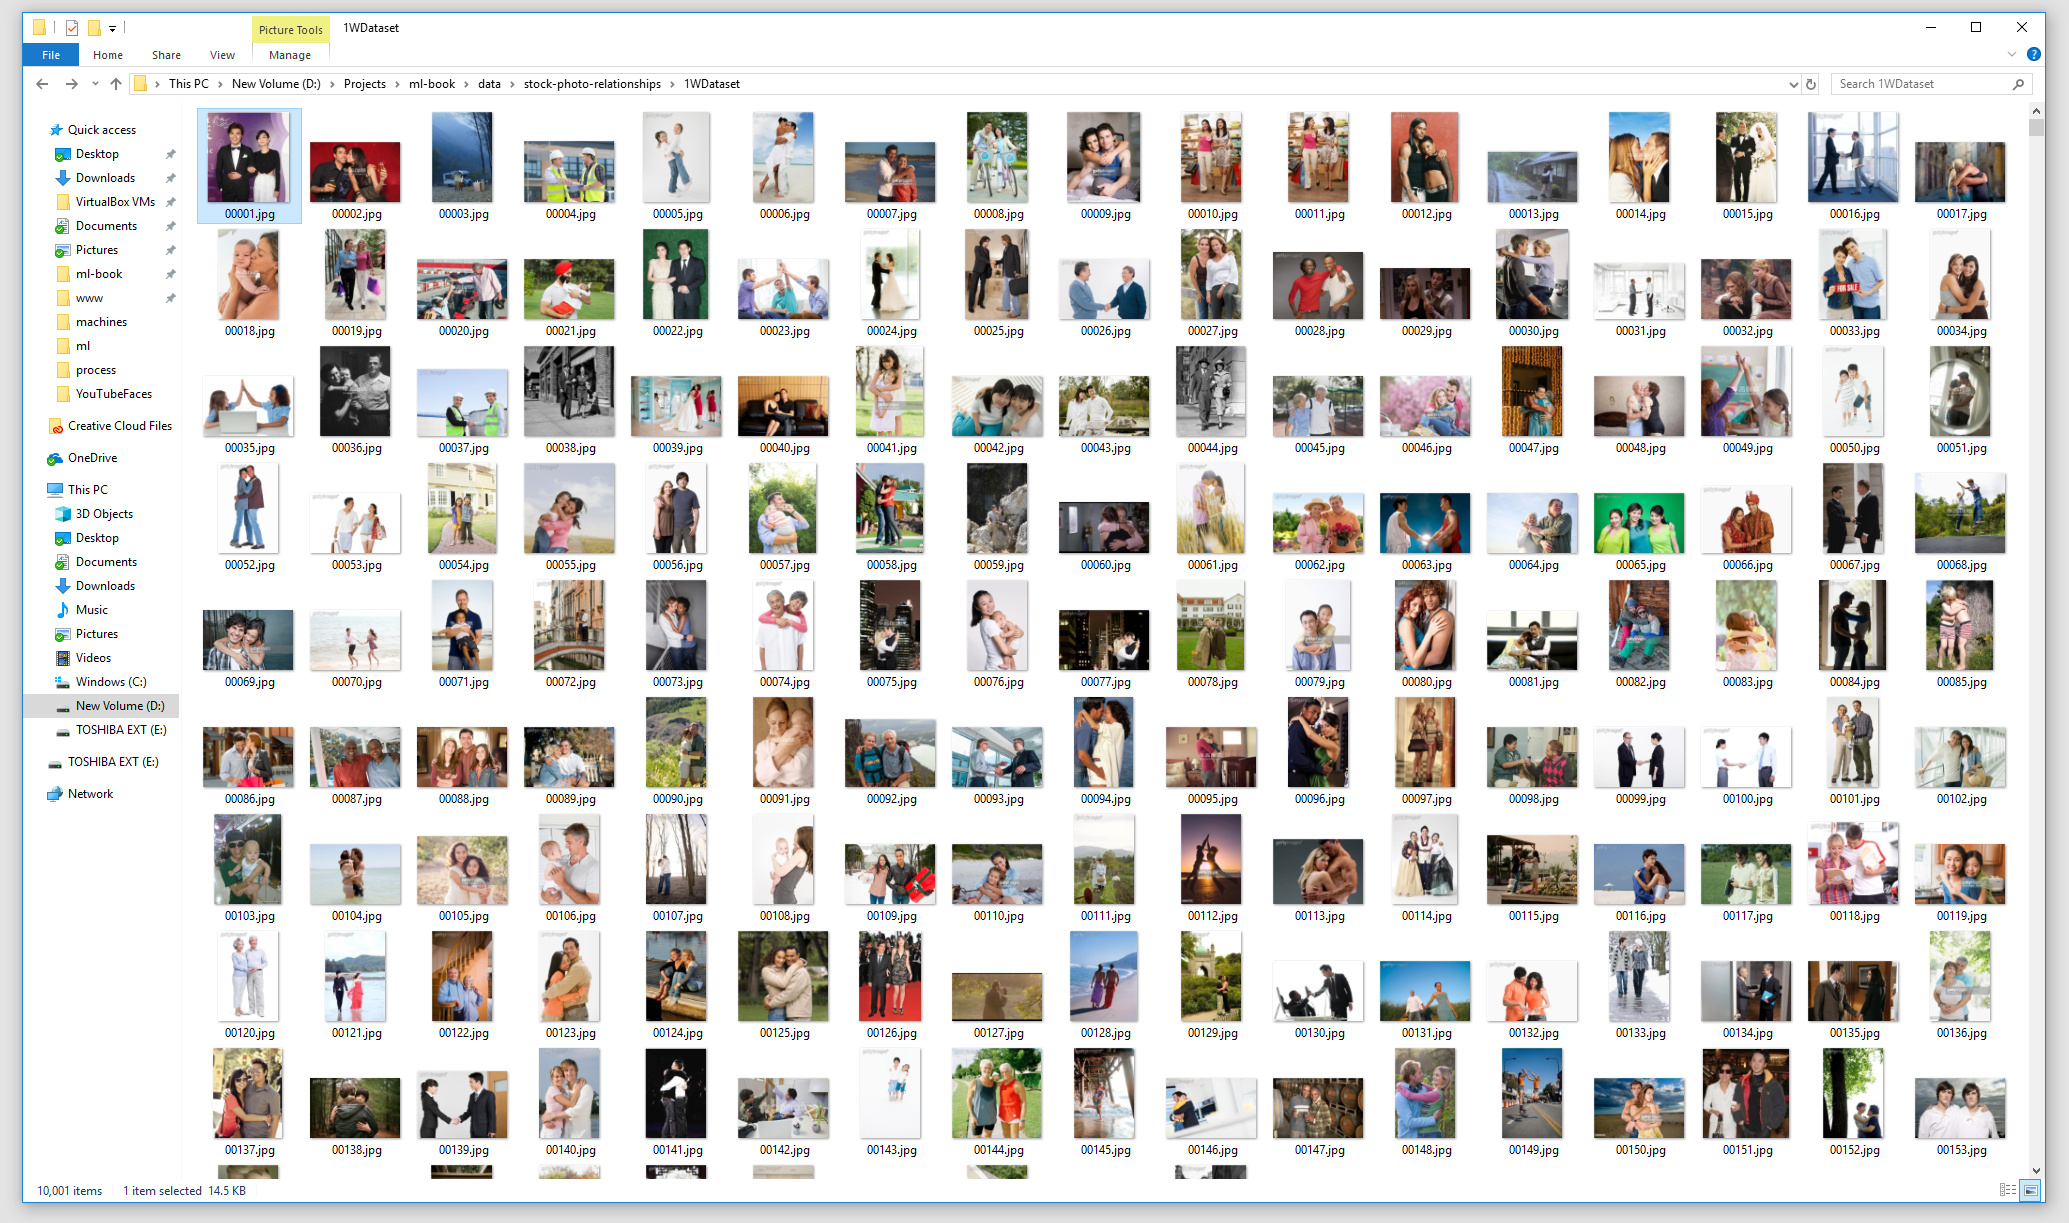 Picture Tools
1WDataset
File
Home
Share
View
Manage
This PC
New Volume (D:)
Projects
ml-book
data
stock-photo-relationships
1WDataset
Search 1WDataset
Quick access
Desktop
Downloads
VirtualBox VMs
Documents
Pictures
ml-book
www
machines
ml
process
YouTubeFaces
Creative Cloud Files
OneDrive
This PC
3D Objects
Desktop
Documents
Downloads
Music
Pictures
Videos
Windows (C:)
New Volume (D:)
TOSHIBA EXT (E:)
TOSHIBA EXT (E:)
Network
00001.jpg 00002.jpg 00003.jpg 00004.jpg 00005.jpg 00006.jpg 00007.jpg 00008.jpg 00009.jpg 00010.jpg 00011.jpg 00012.jpg 00013.jpg 00014.jpg 00015.jpg 00016.jpg 00017.jpg
FOR SALE
00018.jpg 00019.jpg 00020.jpg 00021.jpg 00022.jpg 00023.jpg 00024.jpg 00025.jpg 00026.jpg 00027.jpg 00028.jpg 00029.jpg 00030.jpg 00031.jpg 00032.jpg 00033.jpg 00034.jpg
00035.jpg 00036.jpg 00037.jpg 00038.jpg 00039.jpg 00040.jpg 00041.jpg 00042.jpg 00043.jpg 00044.jpg 00045.jpg 00046.jpg 00047.jpg 00048.jpg 00049.jpg 00050.jpg 00051.jpg
00052.jpg 00053.jpg 00054.jpg 00055.jpg 00056.jpg 00057.jpg 00058.jpg 00059.jpg 00060.jpg 00061.jpg 00062.jpg 00063.jpg 00064.jpg 00065.jpg 00066.jpg 00067.jpg 00068.jpg
00069.jpg 00070.jpg 00071.jpg 00072.jpg 00073.jpg 00074.jpg 00075.jpg 00076.jpg 00077.jpg 00078.jpg 00079.jpg 00080.jpg 00081.jpg 00082.jpg 00083.jpg 00084.jpg 00085.jpg
00086.jpg 00087.jpg 00088.jpg 00089.jpg 00090.jpg 00091.jpg 00092.jpg 00093.jpg 00094.jpg 00095.jpg 00096.jpg 00097.jpg 00098.jpg 00099.jpg 00100.jpg 00101.jpg 00102.jpg
00103.jpg 00104.jpg 00105.jpg 00106.jpg 00107.jpg 00108.jpg 00109.jpg 00110.jpg 00111.jpg 00112.jpg 00113.jpg 00114.jpg 00115.jpg 00116.jpg 00117.jpg 00118.jpg 00119.jpg
00120.jpg 00121.jpg 00122.jpg 00123.jpg 00124.jpg 00125.jpg 00126.jpg 00127.jpg 00128.jpg 00129.jpg 00130.jpg 00131.jpg 00132.jpg 00133.jpg 00134.jpg 00135.jpg 00136.jpg
00137.jpg 00138.jpg 00139.jpg 00140.jpg 00141.jpg 00142.jpg 00143.jpg 00144.jpg 00145.jpg 00146.jpg 00147.jpg 00148.jpg 00149.jpg 00150.jpg 00151.jpg 00152.jpg 00153.jpg
10,001 items 1 item selected 14.5 KB